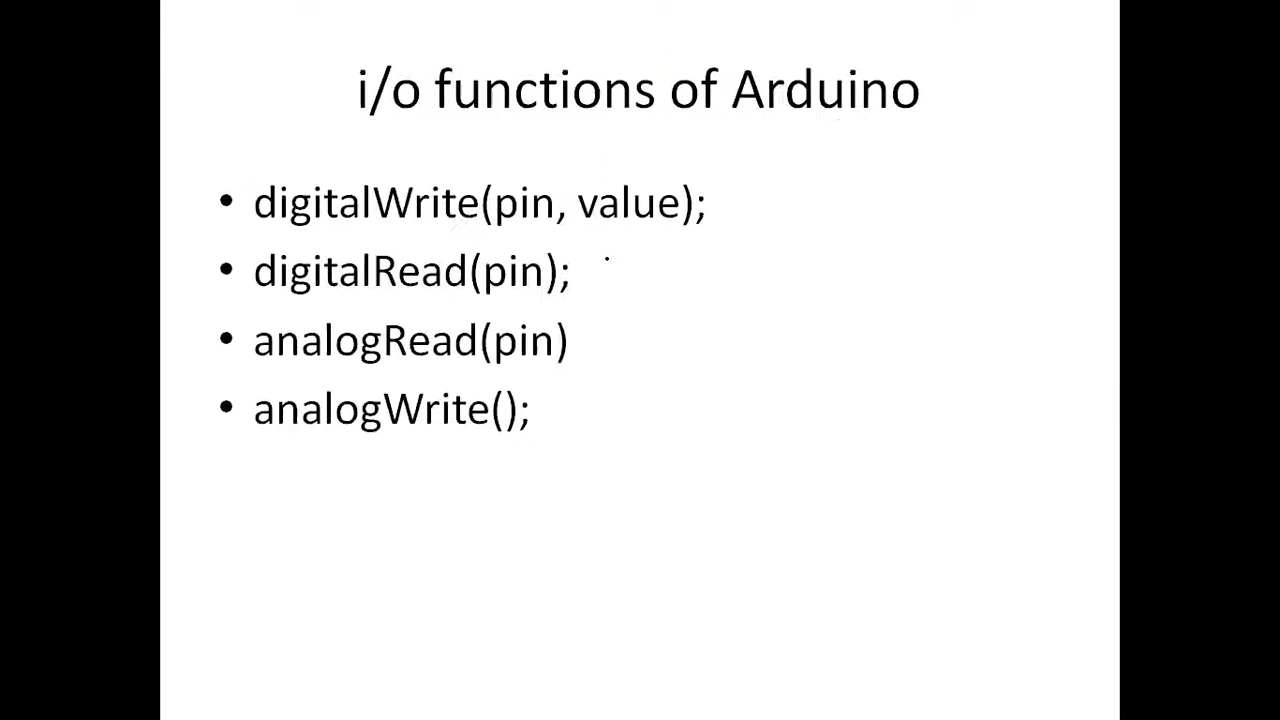 i/o functions of Arduino
• digitalWrite(pin, value);
• digitalRead(pin);
• analogRead(pin)
• analogWrite();